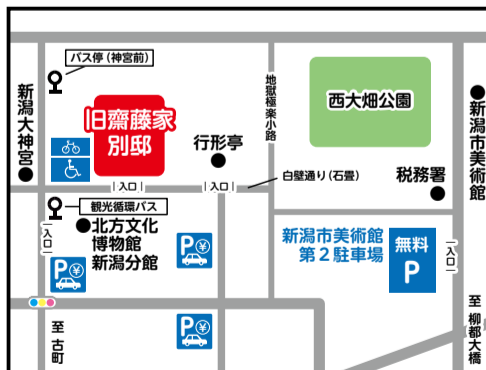 バス停（神宮前）
新潟大神宮
旧齋藤家
別邸
行形亭
地獄極楽小路
西大畑公園
新潟市美術館
入口
入口
白壁通り（石畳）
税務署
観光循環バス
入口
北方文化
博物館
新潟分館
P ¥
P ¥
P ¥
新潟市美術館
第2駐車場
無料
P
入口
至 古町
至 柳都大橋